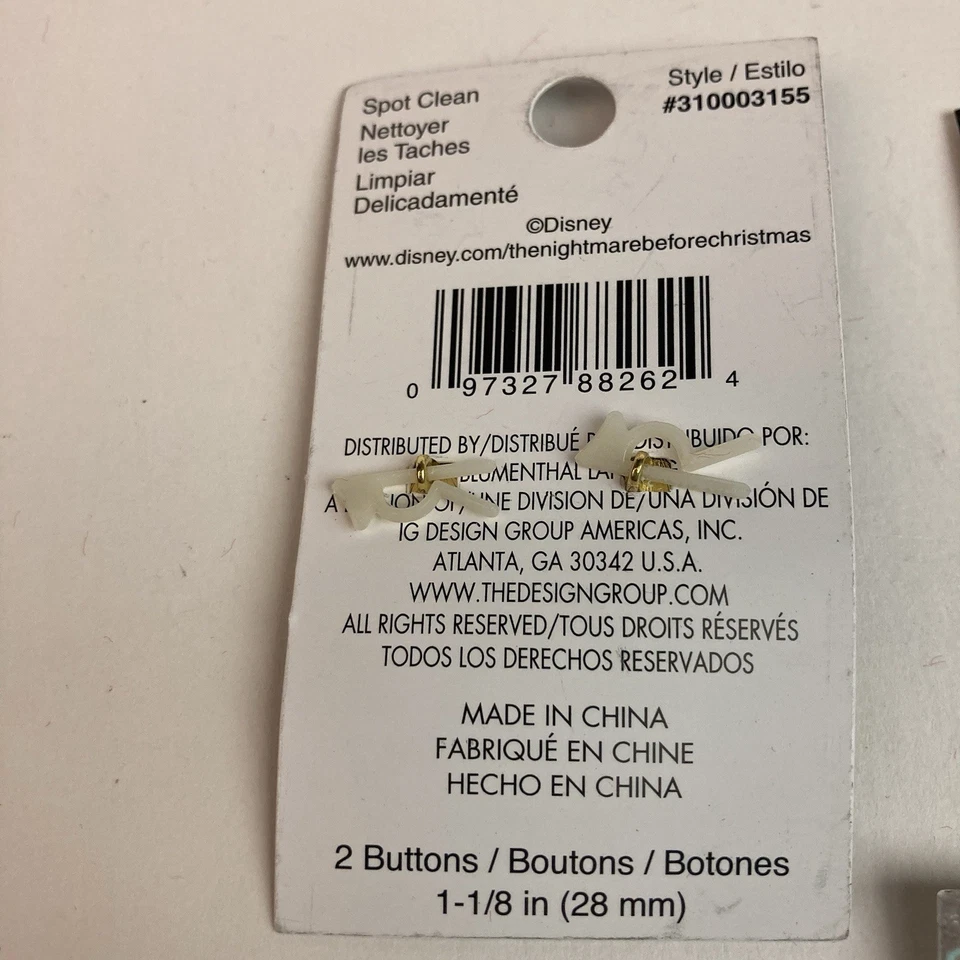 Spot Clean
Nettoyer
les Taches
Limpiar
Delicadamenté
Style / Estilo
#310003155
©Disney
www.disney.com/thenightmarebeforechristmas
0 97327 88262 4
DISTRIBUTED BY/DISTRIBUÉ POR:
BLUMENTHAL
A DE/UNA DIVISIÓN DE
IG DESIGN GROUP AMERICAS, INC.
ATLANTA, GA 30342 U.S.A.
WWW.THEDESIGNGROUP.COM
ALL RIGHTS RESERVED/TOUS DROITS RÉSERVÉS
TODOS LOS DERECHOS RESERVADOS
MADE IN CHINA
FABRIQUÉ EN CHINE
HECHO EN CHINA
2 Buttons / Boutons / Botones
1-1/8 in (28 mm)